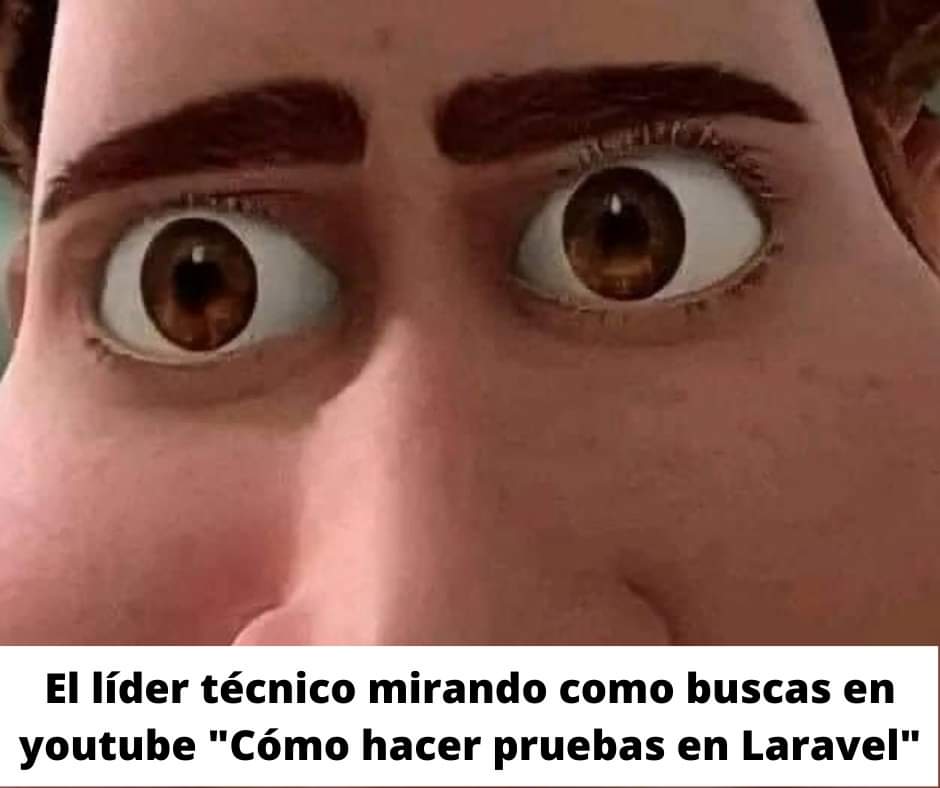 El líder técnico mirando como buscas en
youtube "Cómo hacer pruebas en Laravel"